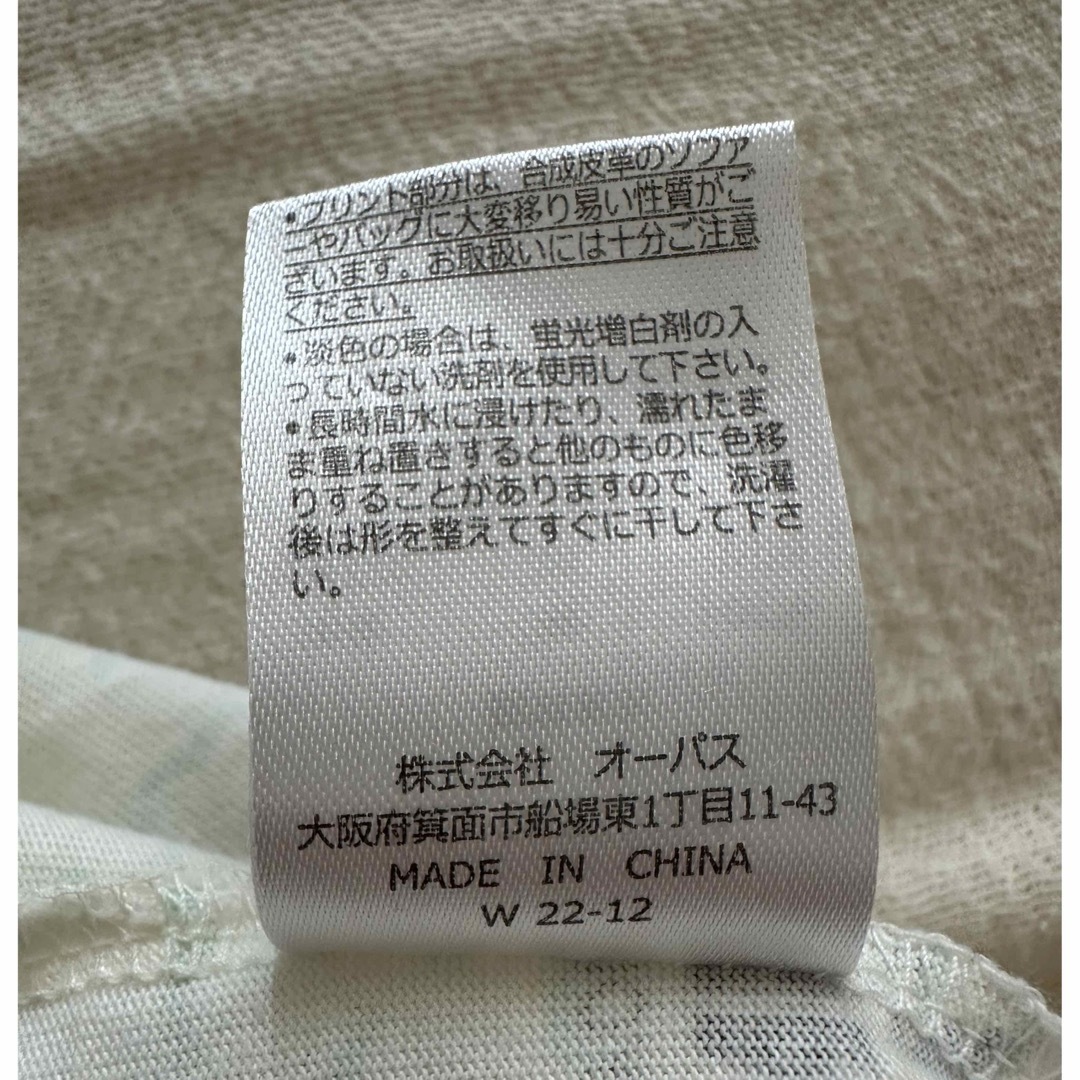 ・プリント部分は、合成皮革のソファ
ーやバッグに大変移り易い性質がご
ざいます。お取扱いには十分ご注意
ください。
・淡色の場合は、蛍光増白剤の入
っていない洗剤を使用して下さい。
・長時間水に浸けたり、濡れたま
ま重ね置きすると他のものに色移
りすることがありますので、洗濯
後は形を整えてすぐに干して下さ
い。
株式会社 オーパス
大阪府箕面市船場東1丁目11-43
MADE IN CHINA
W 22-12